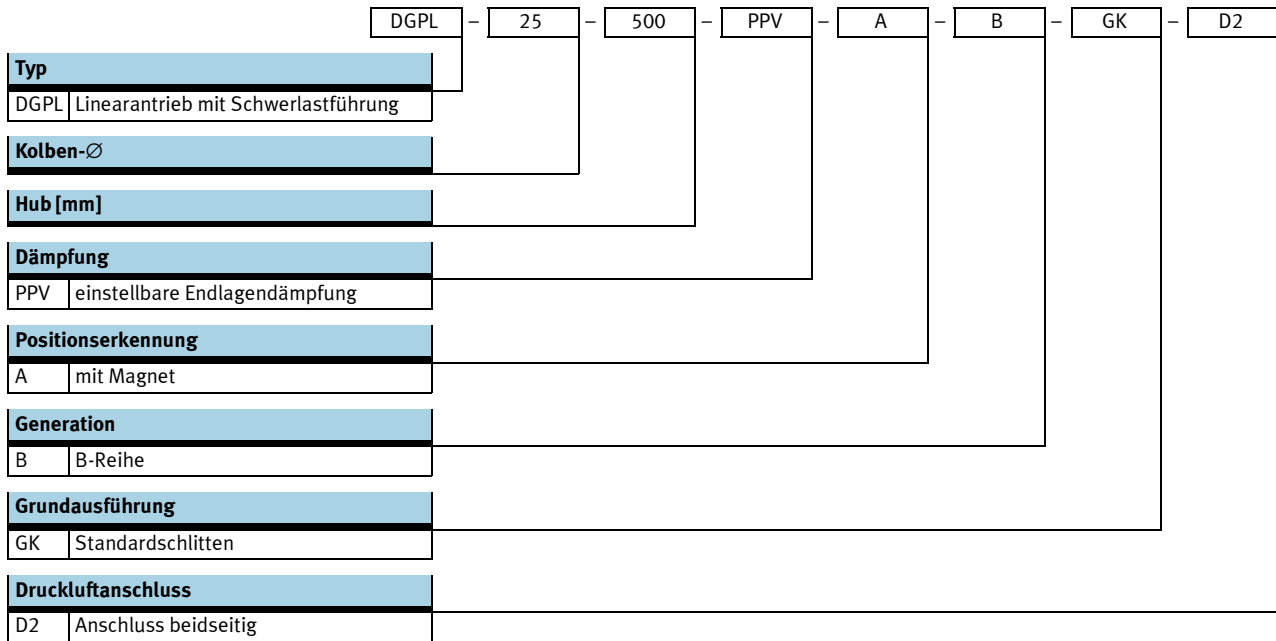 DGPL – 25 – 500 – PPV – A – B – GK – D2
Typ
DGPL Linearantrieb mit Schwerlastführung
Kolben-∅
Hub [mm]
Dämpfung
PPV einstellbare Endlagendämpfung
Positionserkennung
A mit Magnet
Generation
B B-Reihe
Grundausführung
GK Standardschlitten
Druckluftanschluss
D2 Anschluss beidseitig